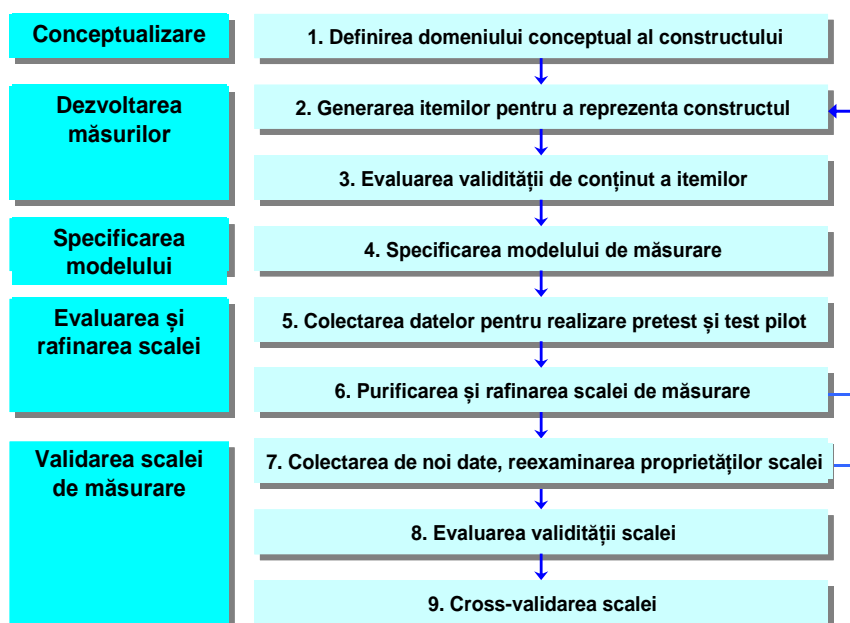 Conceptualizare
1. Definirea domeniului conceptual al constructului
Dezvoltarea
măsurilor
2. Generarea itemilor pentru a reprezenta constructul
3. Evaluarea validității de conținut a itemilor
Specificarea
modelului
4. Specificarea modelului de măsurare
Evaluarea și
rafinarea scalei
5. Colectarea datelor pentru realizare pretest și test pilot
6. Purificarea și rafinarea scalei de măsurare
Validarea scalei
de măsurare
7. Colectarea de noi date, reexaminarea proprietăților scalei
8. Evaluarea validității scalei
9. Cross-validarea scalei